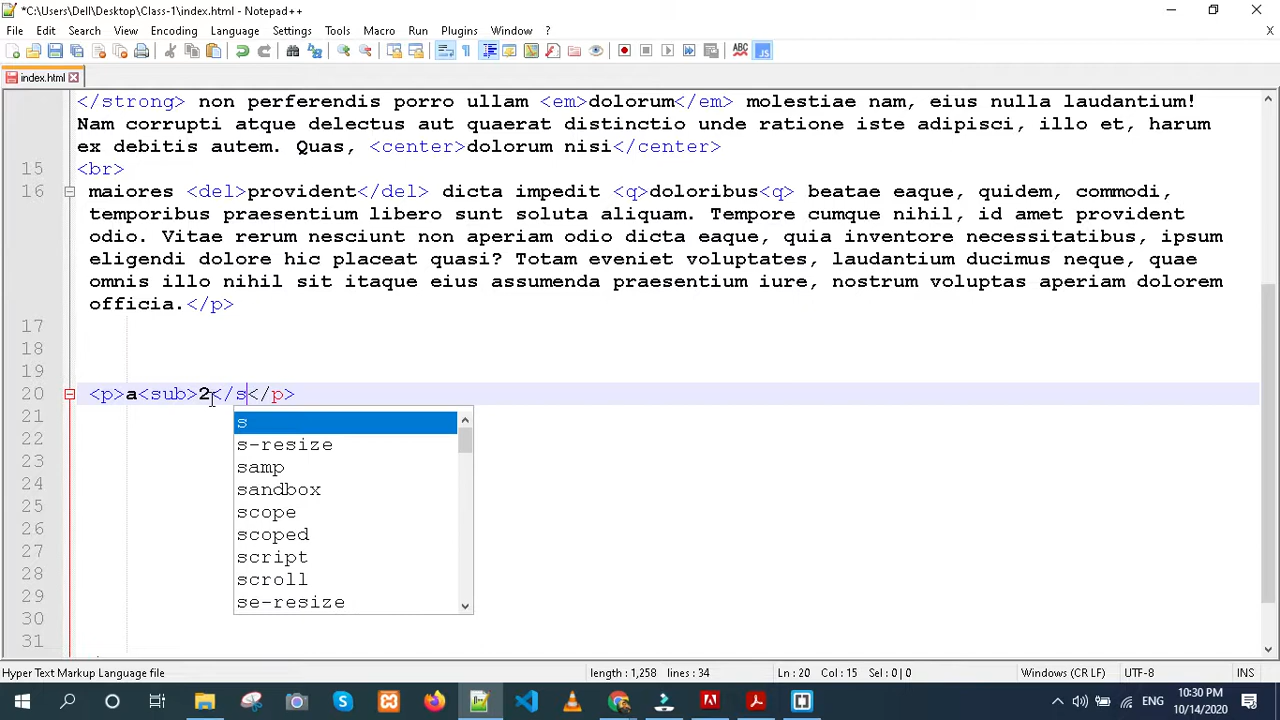 *C:\Users\Dell\Desktop\Class-1\index.html - Notepad++
File Edit Search View Encoding Language Settings Tools Macro Run Plugins Window ? X
ABC JS
index.html
</strong> non perferendis porro ullam <em>dolorum</em> molestiae nam, eius nulla laudantium!
Nam corrupti atque delectus aut quaerat distinctio unde ratione iste adipisci, illo et, harum
ex debitis autem. Quas, <center>dolorum nisi</center>
15 <br>
16 maiores <del>provident</del> dicta impedit <q>doloribus<q> beatae eaque, quidem, commodi,
temporibus praesentium libero sunt soluta aliquam. Tempore cumque nihil, id amet provident
odio. Vitae rerum nesciunt non aperiam odio dicta eaque, quia inventore necessitatibus, ipsum
eligendi dolore hic placeat quasi? Totam eveniet voluptates, laudantium ducimus neque, quae
omnis illo nihil sit itaque eius assumenda praesentium iure, nostrum voluptas aperiam dolorem
officia.</p>
17
18
19
20 <p>a<sub>2</s</p>
21 s
22 s-resize
23 samp
24 sandbox
25 scope
26 scoped
27 script
28 scroll
29 se-resize
30
31
Hyper Text Markup Language file length : 1,258 lines : 34 Ln : 20 Col : 15 Sel : 0 | 0 Windows (CR LF) UTF-8 INS
ENG 10:30 PM
10/14/2020